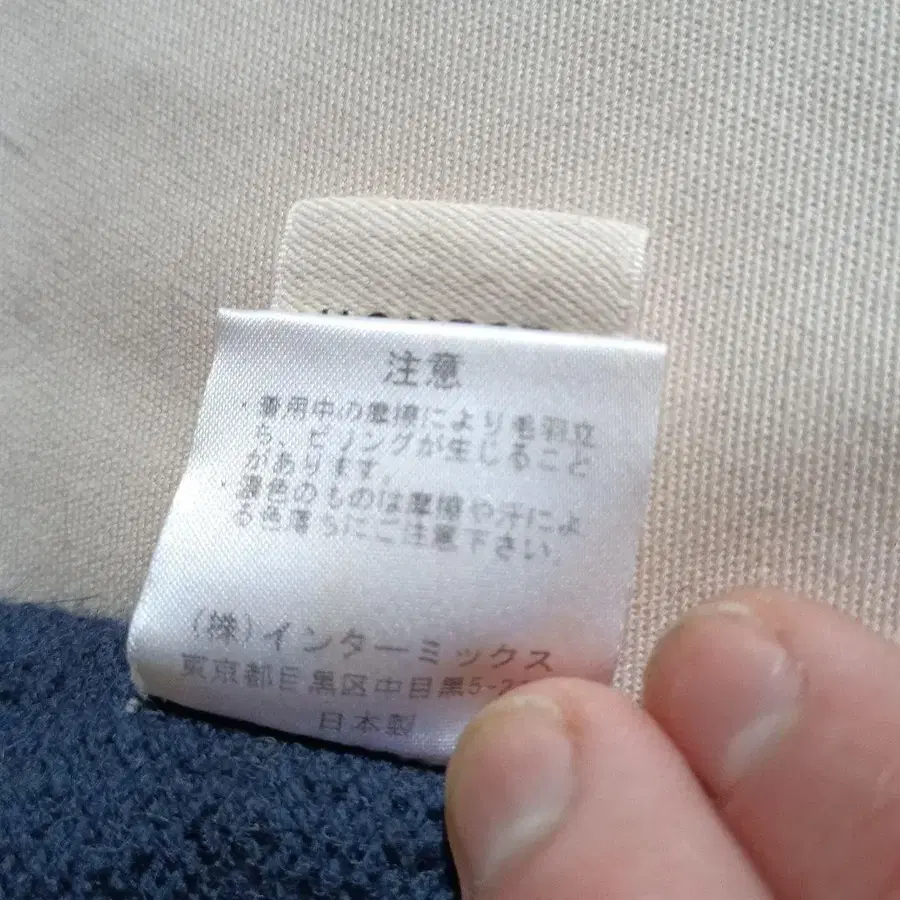 注意
・着用中の摩擦により毛羽立
ち、ピリングが生じること
があります。
・濃色のものは摩擦や汗によ
る色落ちにご注意下さい。
(株)インターミックス
東京都目黒区中目黒5-2
日本製